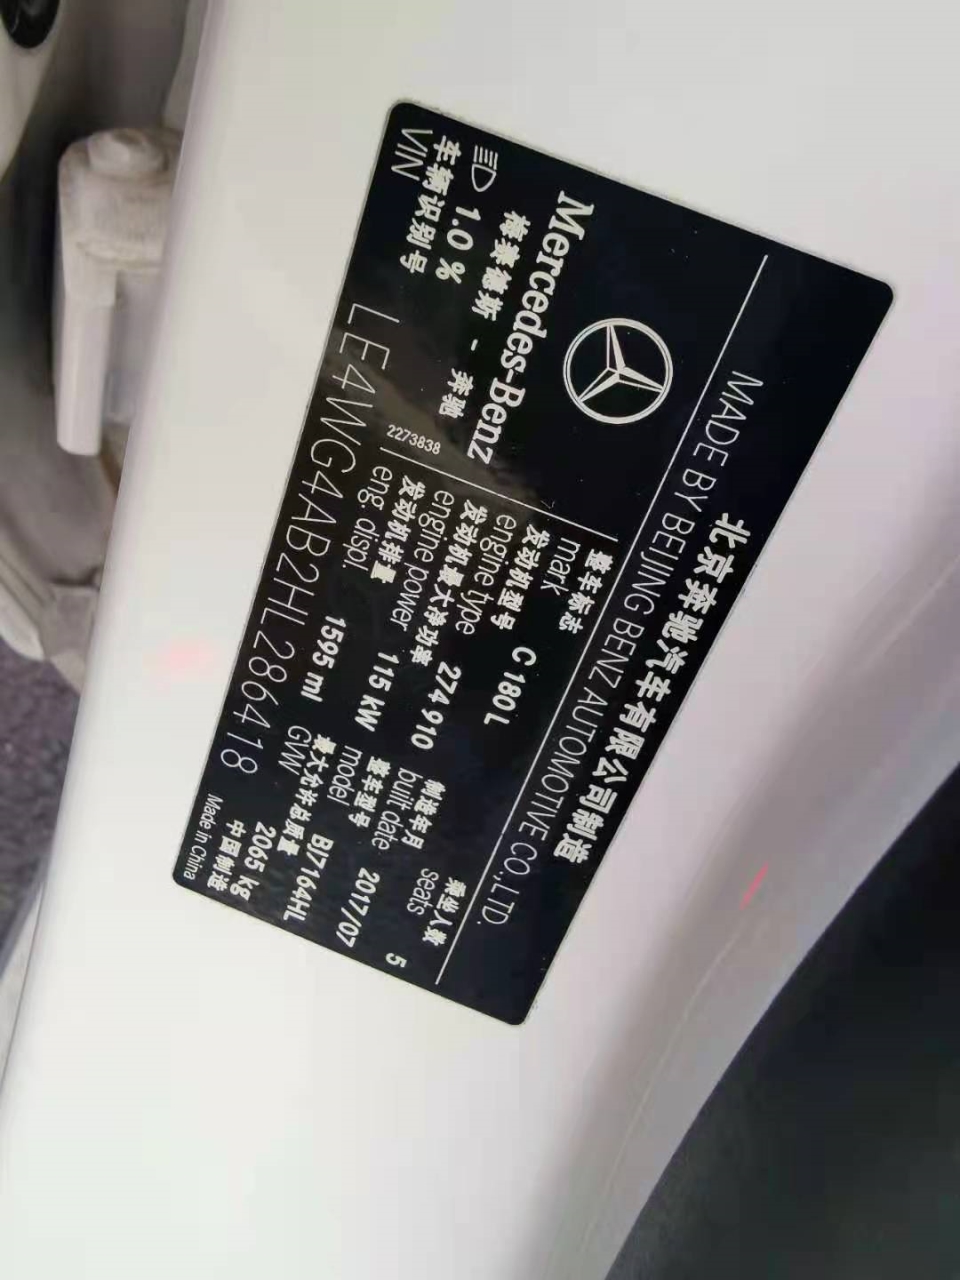 北京奔驰汽车有限公司制造
MADE BY BEIJING BENZ AUTOMOTIVE CO.,LTD.
Mercedes-Benz
梅赛德斯 - 奔驰
1.0 %
2273838
整车标志
mark C 180 L
乘坐人数
seats 5
发动机型号
engine type 274 910
制造年月
built date 2017/07
发动机最大净功率
engine power 115 kW
整车型号
model BJ7164HL
发动机排量
eng. displ. 1595 ml
最大允许总质量
GVW 2065 kg
车辆识别号
VIN LE4WG4AB2HL286418
中国制造
Made in China